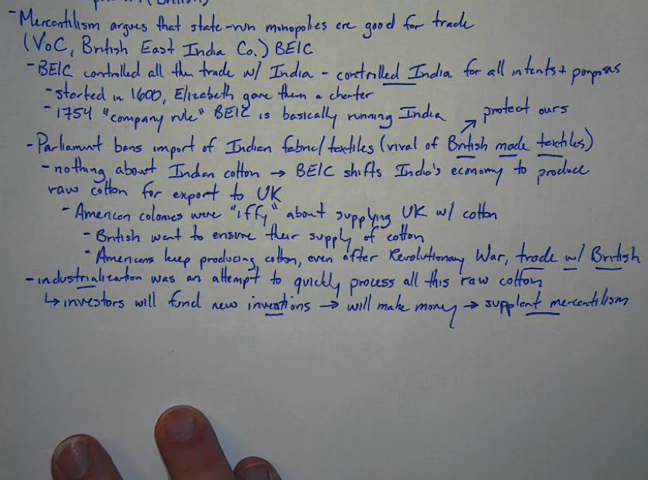 (British)
- Mercantilism argues that state-run monopolies are good for trade
(VoC, British East India Co.) BEIC
- BEIC controlled all the trade w/ India - controlled India for all intents + purposes
- started in 1600, Elizabeth gave them a charter
- 1754 "company rule" BEIC is basically running India → protect ours
- Parliament bans import of Indian fabric/textiles (rival of British made textiles)
- nothing about Indian cotton → BEIC shifts India's economy to produce
raw cotton for export to UK
- American colonies were "iffy" about supplying UK w/ cotton
- British want to ensure their supply of cotton
- Americans keep producing cotton, even after Revolutionary War, trade w/ British
- industrialization was an attempt to quickly process all this raw cotton
↳ investors will fund new inventions → will make money → supplant mercantilism